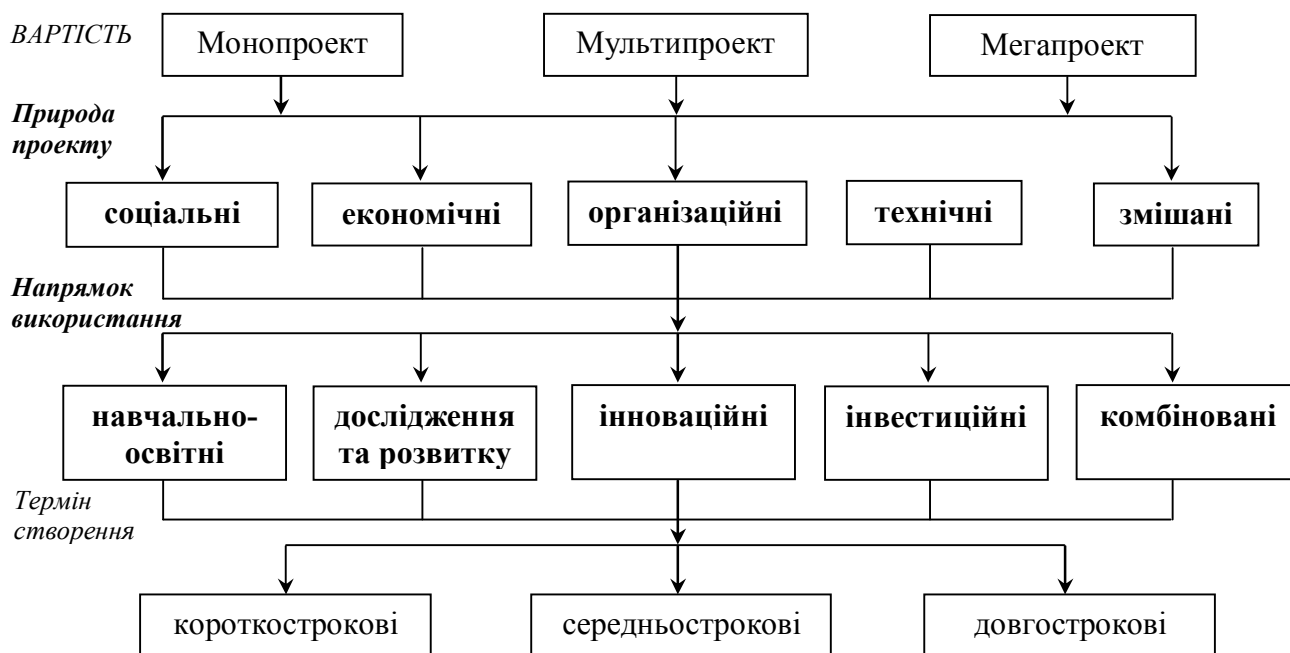 ВАРТІСТЬ
Монопроект
Мультипроект
Мегапроект
Природа
проекту
соціальні
економічні
організаційні
технічні
змішані
Напрямок
використання
навчально-
освітні
дослідження
та розвитку
інноваційні
інвестиційні
комбіновані
Термін
створення
короткострокові
середньострокові
довгострокові